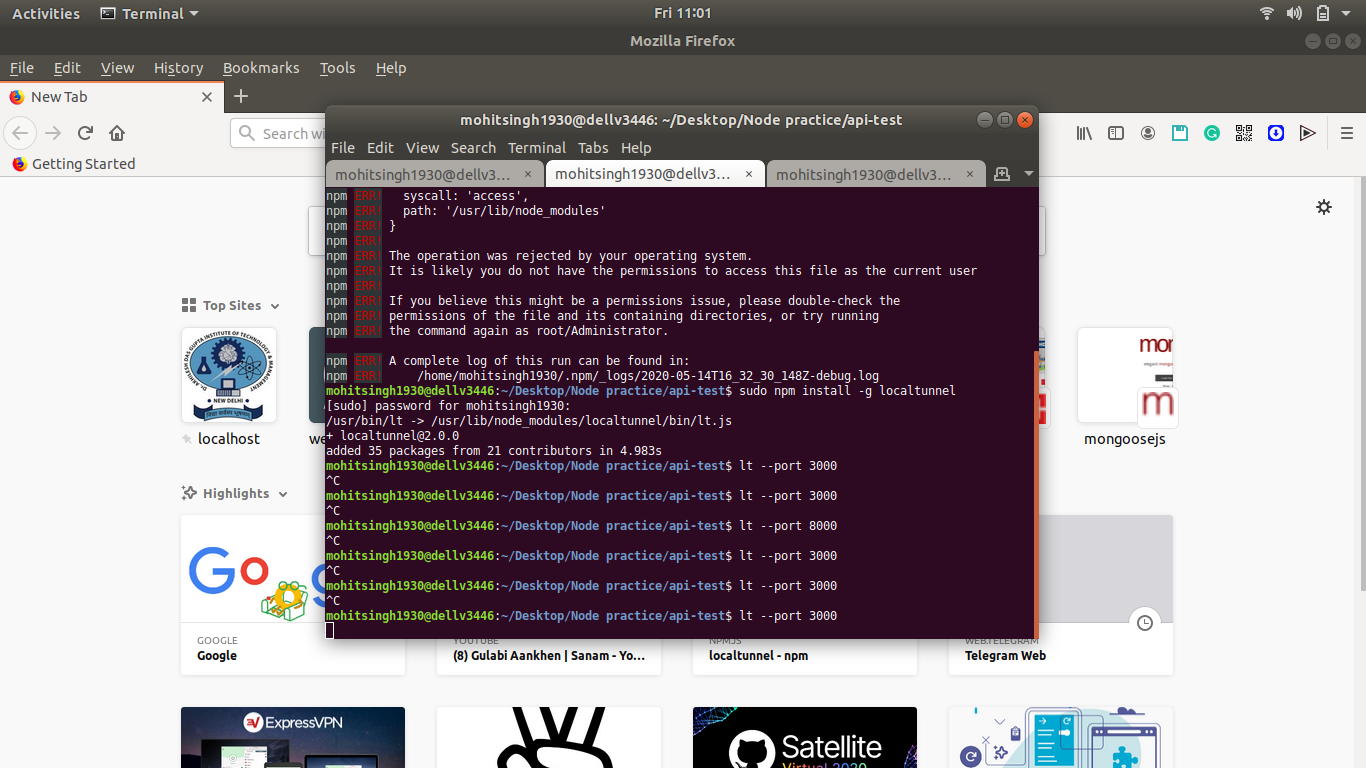 Activities
Terminal
Fri 11:01
Mozilla Firefox
File Edit View History Bookmarks Tools Help
New Tab
Search wi
Getting Started
mohitsingh1930@dellv3446: ~/Desktop/Node practice/api-test
File Edit View Search Terminal Tabs Help
mohitsingh1930@dellv3... mohitsingh1930@dellv3... mohitsingh1930@dellv3...
npm ERR! syscall: 'access',
npm ERR! path: '/usr/lib/node_modules'
npm ERR! }
npm ERR!
npm ERR! The operation was rejected by your operating system.
npm ERR! It is likely you do not have the permissions to access this file as the current user
npm ERR!
npm ERR! If you believe this might be a permissions issue, please double-check the
npm ERR! permissions of the file and its containing directories, or try running
npm ERR! the command again as root/Administrator.
npm ERR! A complete log of this run can be found in:
npm ERR! /home/mohitsingh1930/.npm/_logs/2020-05-14T16_32_30_148Z-debug.log
mohitsingh1930@dellv3446:~/Desktop/Node practice/api-test$ sudo npm install -g localtunnel
[sudo] password for mohitsingh1930:
/usr/bin/lt -> /usr/lib/node_modules/localtunnel/bin/lt.js
+ localtunnel@2.0.0
added 35 packages from 21 contributors in 4.983s
mohitsingh1930@dellv3446:~/Desktop/Node practice/api-test$ lt --port 3000
^C
mohitsingh1930@dellv3446:~/Desktop/Node practice/api-test$ lt --port 3000
^C
mohitsingh1930@dellv3446:~/Desktop/Node practice/api-test$ lt --port 8000
^C
mohitsingh1930@dellv3446:~/Desktop/Node practice/api-test$ lt --port 3000
^C
mohitsingh1930@dellv3446:~/Desktop/Node practice/api-test$ lt --port 3000
^C
mohitsingh1930@dellv3446:~/Desktop/Node practice/api-test$ lt --port 3000
Top Sites
NEW DELHI
localhost
we
mor
m
mongoosejs
Highlights
Goog
GOOGLE
Google
YOUTUBE
(8) Gulabi Aankhen | Sanam - Yo...
NPMJS
localtunnel - npm
WEB.TELEGRAM
Telegram Web
ExpressVPN
Satellite
Virtual 2020